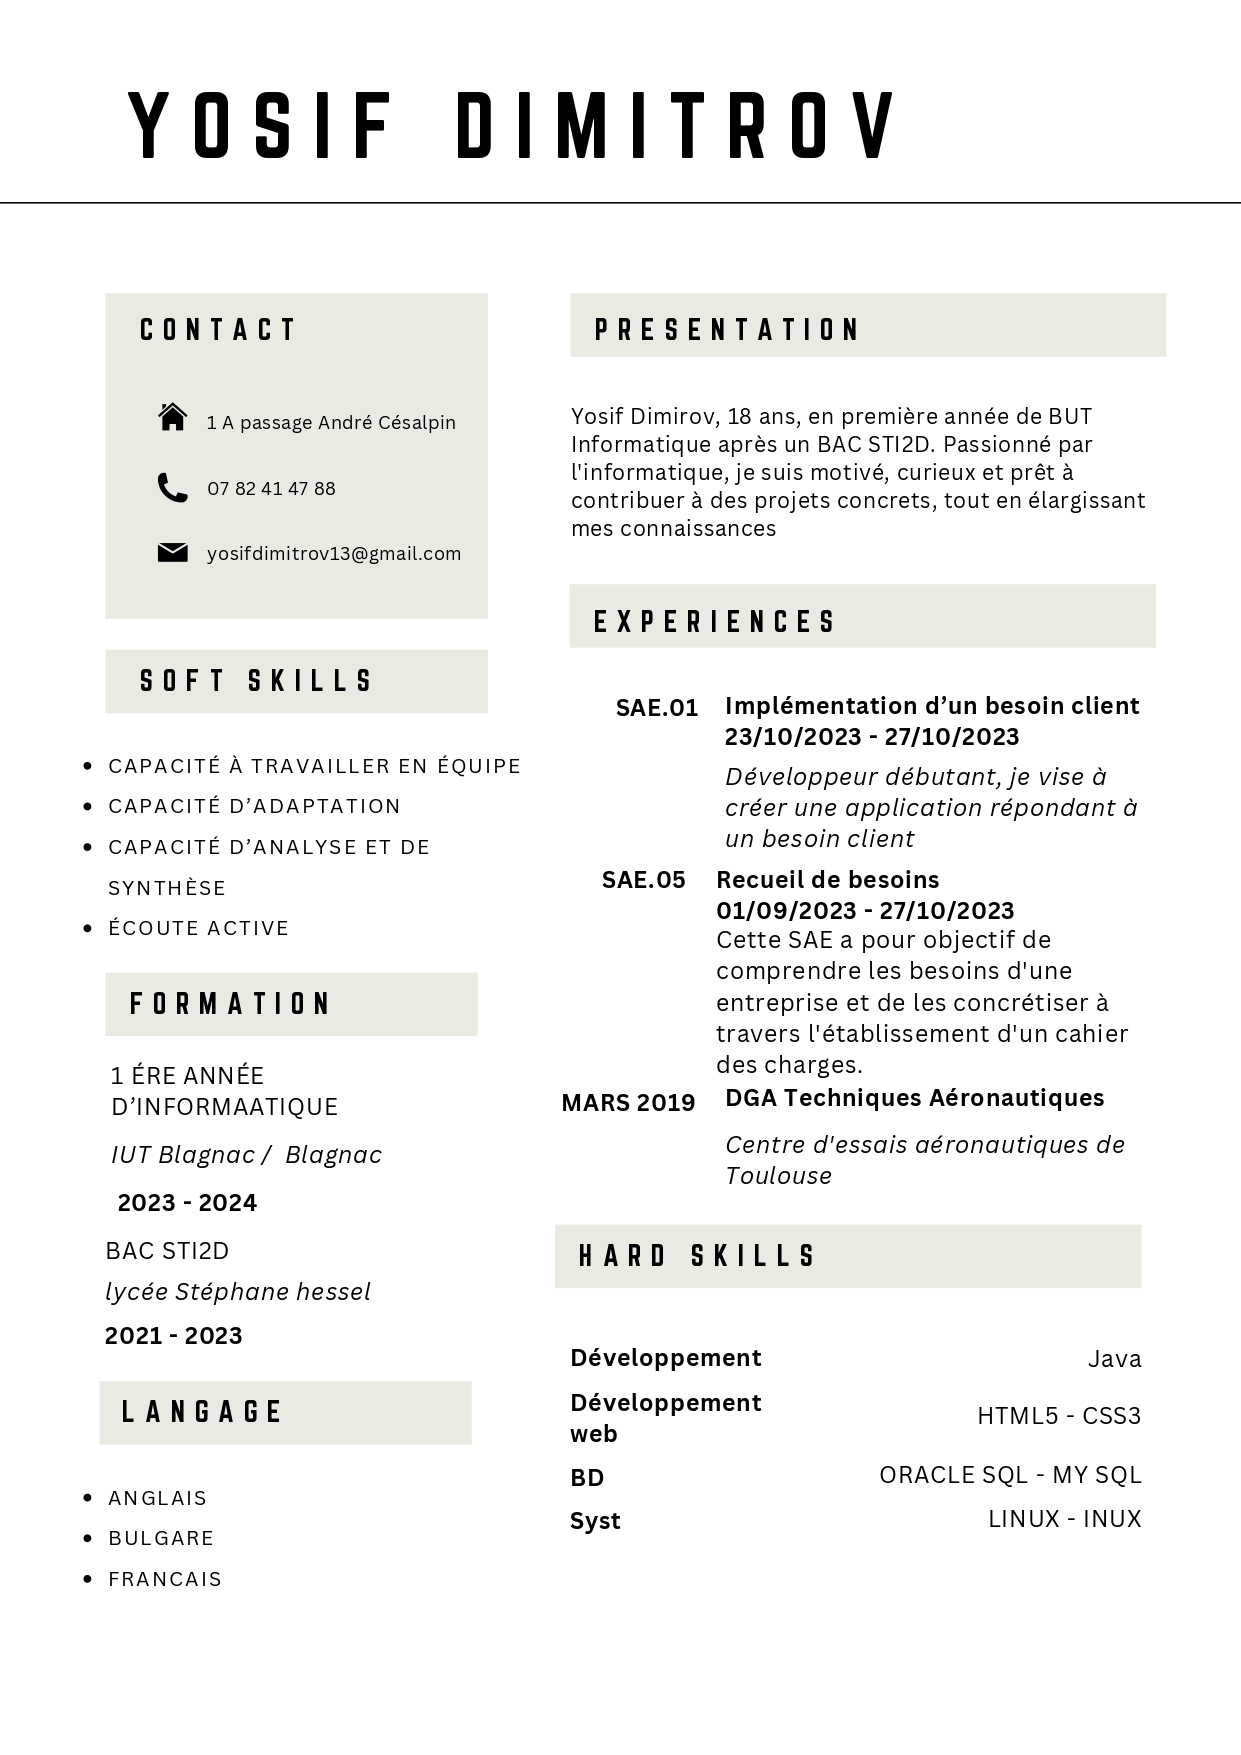 YOSIF DIMITROV
CONTACT
1 A passage André Césalpin
07 82 41 47 88
yosifdimitrov13@gmail.com
SOFT SKILLS
• CAPACITÉ À TRAVAILLER EN ÉQUIPE
• CAPACITÉ D’ADAPTATION
• CAPACITÉ D’ANALYSE ET DE
SYNTHÈSE
• ÉCOUTE ACTIVE
FORMATION
1 ÉRE ANNÉE
D’INFORMAATIQUE
IUT Blagnac / Blagnac
2023 - 2024
BAC STI2D
lycée Stéphane hessel
2021 - 2023
LANGAGE
• ANGLAIS
• BULGARE
• FRANCAIS
PRESENTATION
Yosif Dimirov, 18 ans, en première année de BUT
Informatique après un BAC STI2D. Passionné par
l'informatique, je suis motivé, curieux et prêt à
contribuer à des projets concrets, tout en élargissant
mes connaissances
EXPERIENCES
SAE.01 Implémentation d’un besoin client
23/10/2023 - 27/10/2023
Développeur débutant, je vise à
créer une application répondant à
un besoin client
SAE.05 Recueil de besoins
01/09/2023 - 27/10/2023
Cette SAE a pour objectif de
comprendre les besoins d'une
entreprise et de les concrétiser à
travers l'établissement d'un cahier
des charges.
MARS 2019 DGA Techniques Aéronautiques
Centre d'essais aéronautiques de
Toulouse
HARD SKILLS
Développement Java
Développement
web HTML5 - CSS3
BD ORACLE SQL - MY SQL
Syst LINUX - INUX